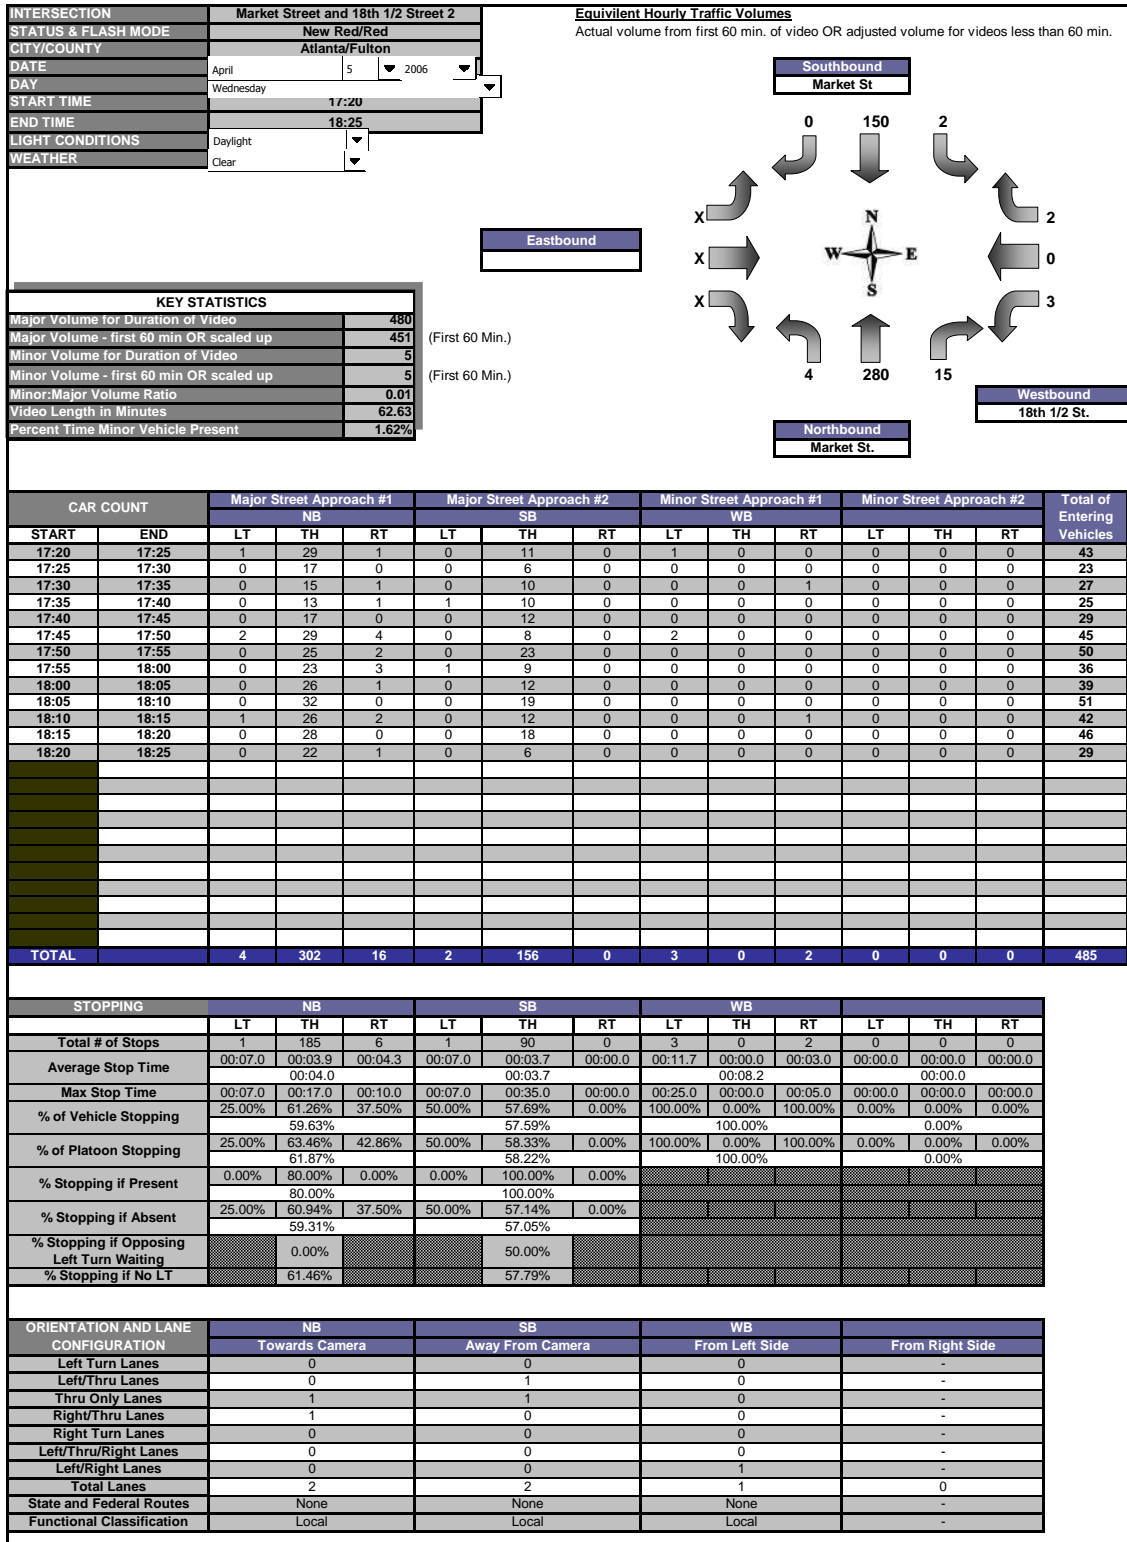 INTERSECTION Market Street and 18th 1/2 Street 2
STATUS & FLASH MODE New Red/Red
CITY/COUNTY Atlanta/Fulton
DATE April 5 2006
DAY Wednesday
START TIME 17:20
END TIME 18:25
LIGHT CONDITIONS Daylight
WEATHER Clear
Equivilent Hourly Traffic Volumes
Actual volume from first 60 min. of video OR adjusted volume for videos less than 60 min.
Southbound
Market St
0 150 2
X 2
N
Eastbound
X W E 0
S
X 3
4 280 15
Westbound
18th 1/2 St.
Northbound
Market St.
KEY STATISTICS
Major Volume for Duration of Video 480
Major Volume - first 60 min OR scaled up 451 (First 60 Min.)
Minor Volume for Duration of Video 5
Minor Volume - first 60 min OR scaled up 5 (First 60 Min.)
Minor:Major Volume Ratio 0.01
Video Length in Minutes 62.63
Percent Time Minor Vehicle Present 1.62%
CAR COUNT Major Street Approach #1 Major Street Approach #2 Minor Street Approach #1 Minor Street Approach #2 Total of Entering Vehicles
NB SB WB
START END LT TH RT LT TH RT LT TH RT LT TH RT
17:20 17:25 1 29 1 0 11 0 1 0 0 0 0 0 43
17:25 17:30 0 17 0 0 6 0 0 0 0 0 0 0 23
17:30 17:35 0 15 1 0 10 0 0 0 1 0 0 0 27
17:35 17:40 0 13 1 1 10 0 0 0 0 0 0 0 25
17:40 17:45 0 17 0 0 12 0 0 0 0 0 0 0 29
17:45 17:50 2 29 4 0 8 0 2 0 0 0 0 0 45
17:50 17:55 0 25 2 0 23 0 0 0 0 0 0 0 50
17:55 18:00 0 23 3 1 9 0 0 0 0 0 0 0 36
18:00 18:05 0 26 1 0 12 0 0 0 0 0 0 0 39
18:05 18:10 0 32 0 0 19 0 0 0 0 0 0 0 51
18:10 18:15 1 26 2 0 12 0 0 0 1 0 0 0 42
18:15 18:20 0 28 0 0 18 0 0 0 0 0 0 0 46
18:20 18:25 0 22 1 0 6 0 0 0 0 0 0 0 29
TOTAL 4 302 16 2 156 0 3 0 2 0 0 0 485
STOPPING NB SB WB
LT TH RT LT TH RT LT TH RT LT TH RT
Total # of Stops 1 185 6 1 90 0 3 0 2 0 0 0
Average Stop Time 00:07.0 00:03.9 00:04.3 00:07.0 00:03.7 00:00.0 00:11.7 00:00.0 00:03.0 00:00.0 00:00.0 00:00.0
00:04.0 00:03.7 00:08.2 00:00.0
Max Stop Time 00:07.0 00:17.0 00:10.0 00:07.0 00:35.0 00:00.0 00:25.0 00:00.0 00:05.0 00:00.0 00:00.0 00:00.0
% of Vehicle Stopping 25.00% 61.26% 37.50% 50.00% 57.69% 0.00% 100.00% 0.00% 100.00% 0.00% 0.00% 0.00%
59.63% 57.59% 100.00% 0.00%
% of Platoon Stopping 25.00% 63.46% 42.86% 50.00% 58.33% 0.00% 100.00% 0.00% 100.00% 0.00% 0.00% 0.00%
61.87% 58.22% 100.00% 0.00%
% Stopping if Present 0.00% 80.00% 0.00% 0.00% 100.00% 0.00%
80.00% 100.00%
% Stopping if Absent 25.00% 60.94% 37.50% 50.00% 57.14% 0.00%
59.31% 57.05%
% Stopping if Opposing
Left Turn Waiting 0.00% 50.00%
% Stopping if No LT 61.46% 57.79%
ORIENTATION AND LANE NB SB WB
CONFIGURATION Towards Camera Away From Camera From Left Side From Right Side
Left Turn Lanes 0 0 0 -
Left/Thru Lanes 0 1 0 -
Thru Only Lanes 1 1 0 -
Right/Thru Lanes 1 0 0 -
Right Turn Lanes 0 0 0 -
Left/Thru/Right Lanes 0 0 0 -
Left/Right Lanes 0 0 1 -
Total Lanes 2 2 1 0
State and Federal Routes None None None -
Functional Classification Local Local Local -